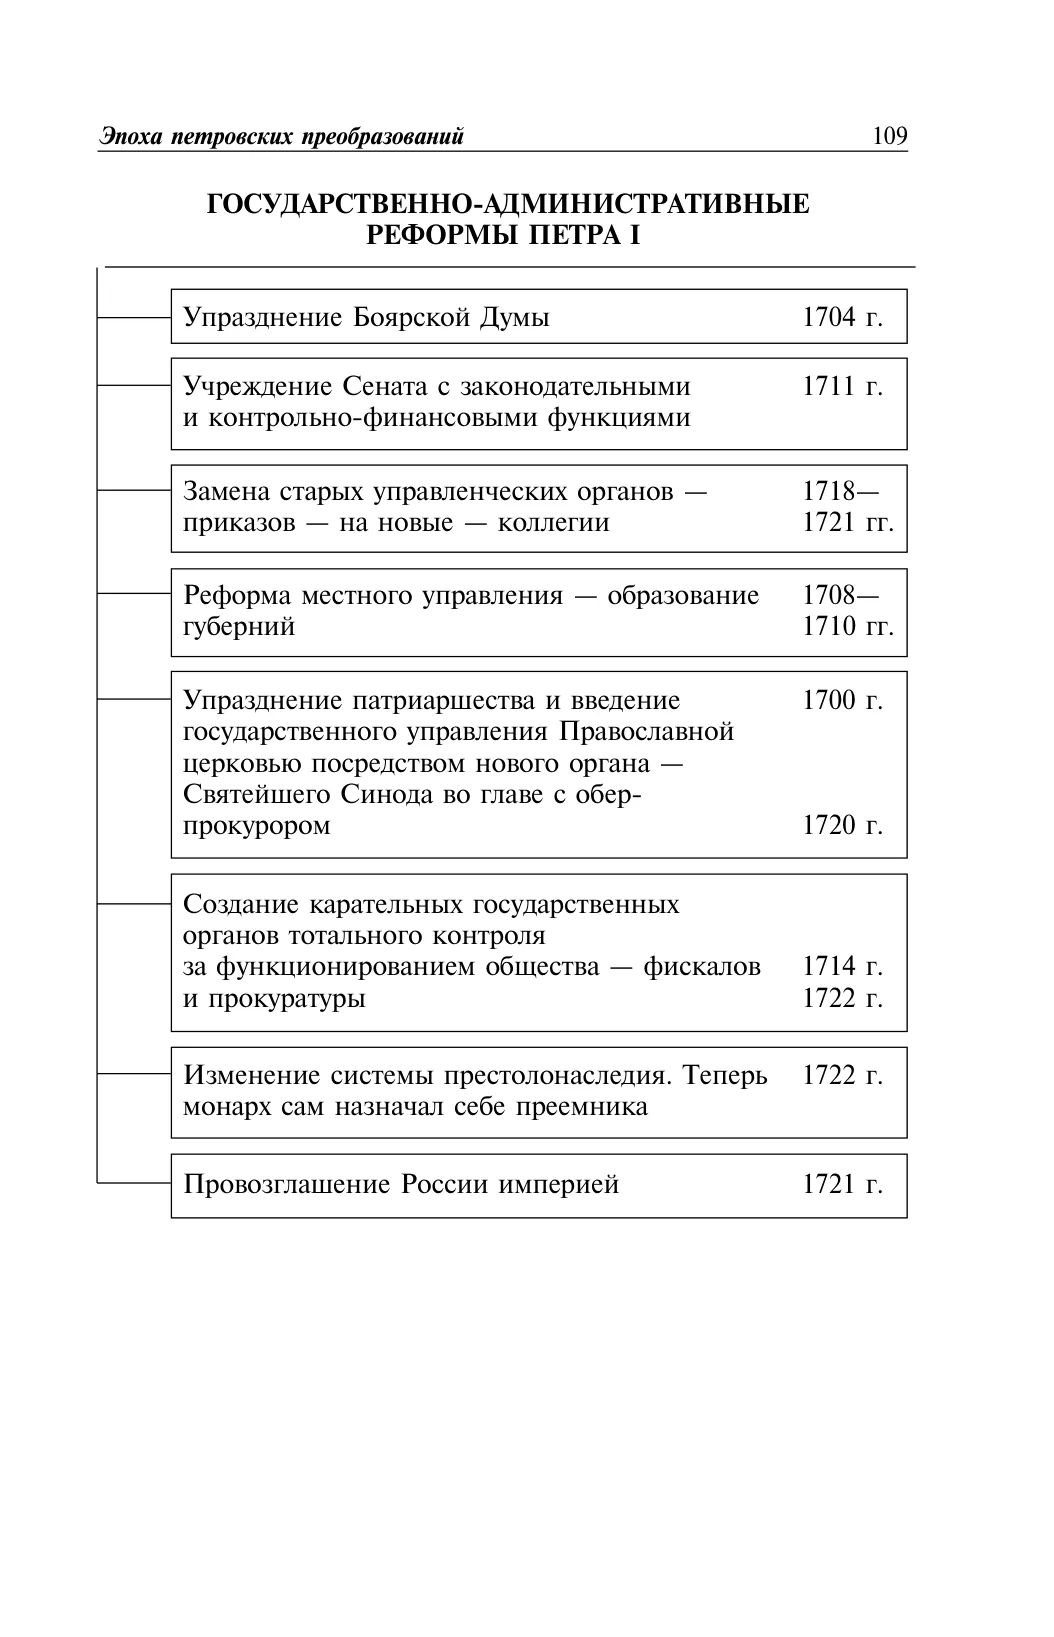 Эпоха петровских преобразований 109
ГОСУДАРСТВЕННО-АДМИНИСТРАТИВНЫЕ
РЕФОРМЫ ПЕТРА I
Упразднение Боярской Думы 1704 г.
Учреждение Сената с законодательными 1711 г.
и контрольно-финансовыми функциями
Замена старых управленческих органов — 1718—
приказов — на новые — коллегии 1721 гг.
Реформа местного управления — образование 1708—
губерний 1710 гг.
Упразднение патриаршества и введение 1700 г.
государственного управления Православной
церковью посредством нового органа —
Святейшего Синода во главе с обер-
прокурором 1720 г.
Создание карательных государственных
органов тотального контроля
за функционированием общества — фискалов 1714 г.
и прокуратуры 1722 г.
Изменение системы престолонаследия. Теперь 1722 г.
монарх сам назначал себе преемника
Провозглашение России империей 1721 г.